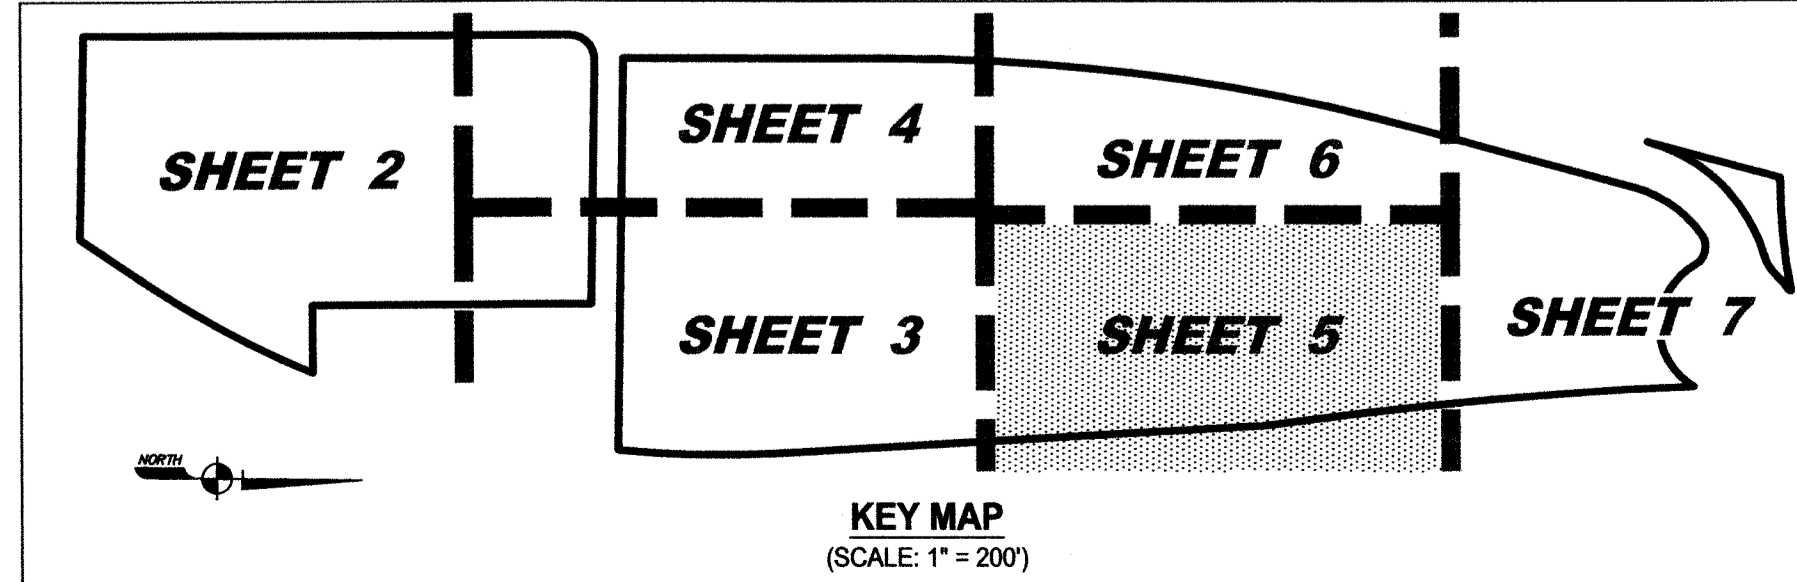 SHEET 2
SHEET 4
SHEET 6
SHEET 3
SHEET 5
SHEET 7
NORTH
KEY MAP
(SCALE: 1" = 200')